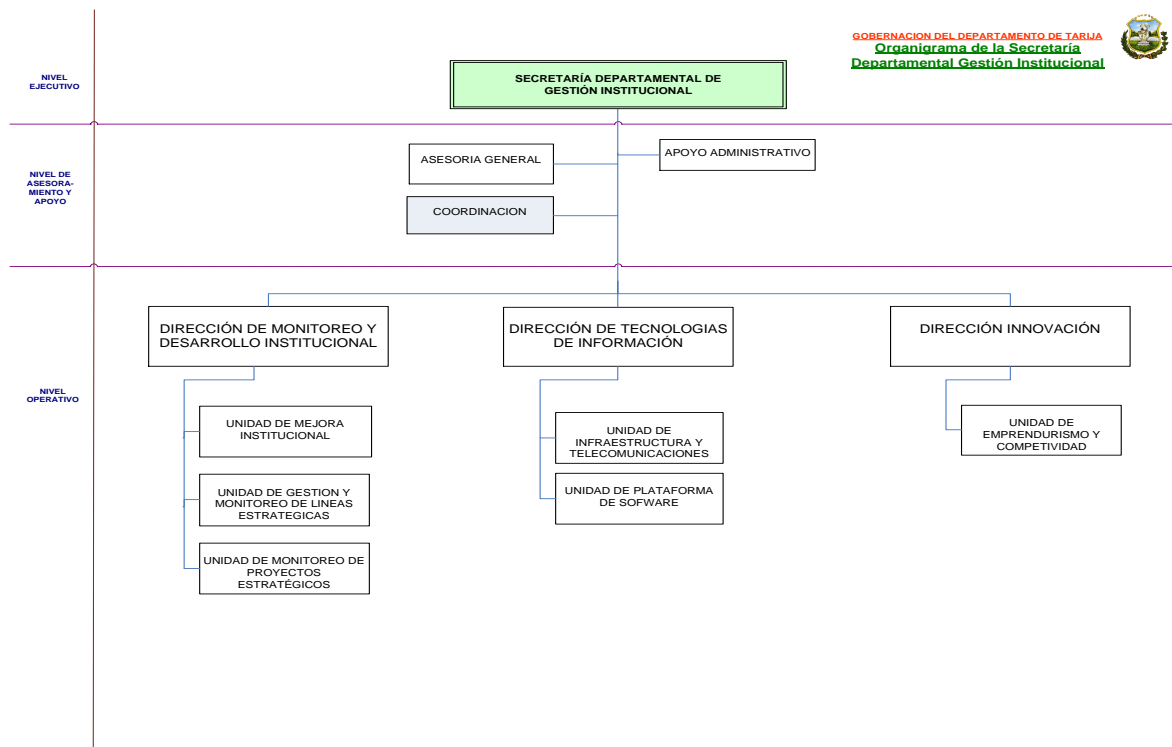 GOBERNACION DEL DEPARTAMENTO DE TARIJA
Organigrama de la Secretaría
Departamental Gestión Institucional
NIVEL
EJECUTIVO
SECRETARÍA DEPARTAMENTAL DE
GESTIÓN INSTITUCIONAL
NIVEL DE
ASESORA-
MIENTO Y
APOYO
ASESORIA GENERAL
APOYO ADMINISTRATIVO
COORDINACION
NIVEL
OPERATIVO
DIRECCIÓN DE MONITOREO Y
DESARROLLO INSTITUCIONAL
UNIDAD DE MEJORA
INSTITUCIONAL
UNIDAD DE GESTION Y
MONITOREO DE LINEAS
ESTRATEGICAS
UNIDAD DE MONITOREO DE
PROYECTOS
ESTRATÉGICOS
DIRECCIÓN DE TECNOLOGIAS
DE INFORMACIÓN
UNIDAD DE
INFRAESTRUCTURA Y
TELECOMUNICACIONES
UNIDAD DE PLATAFORMA
DE SOFWARE
DIRECCIÓN INNOVACIÓN
UNIDAD DE
EMPRENDURISMO Y
COMPETIVIDAD